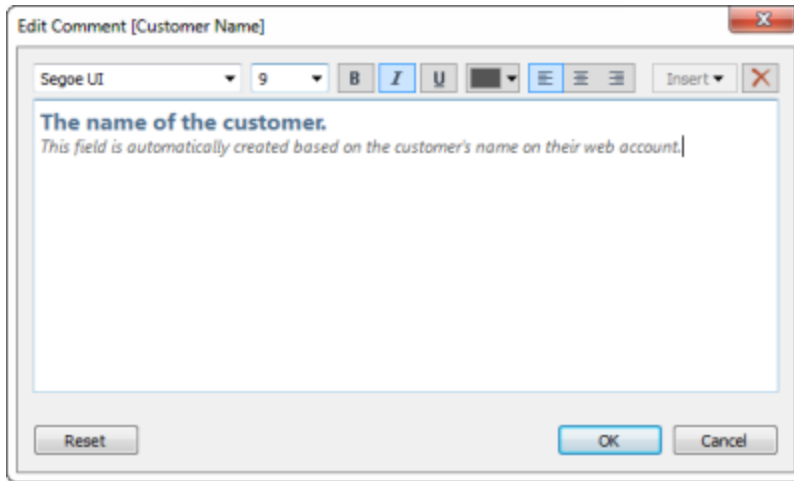 Edit Comment [Customer Name]
Segoe UI 9 B I U Insert
The name of the customer.
This field is automatically created based on the customer's name on their web account.
Reset OK Cancel